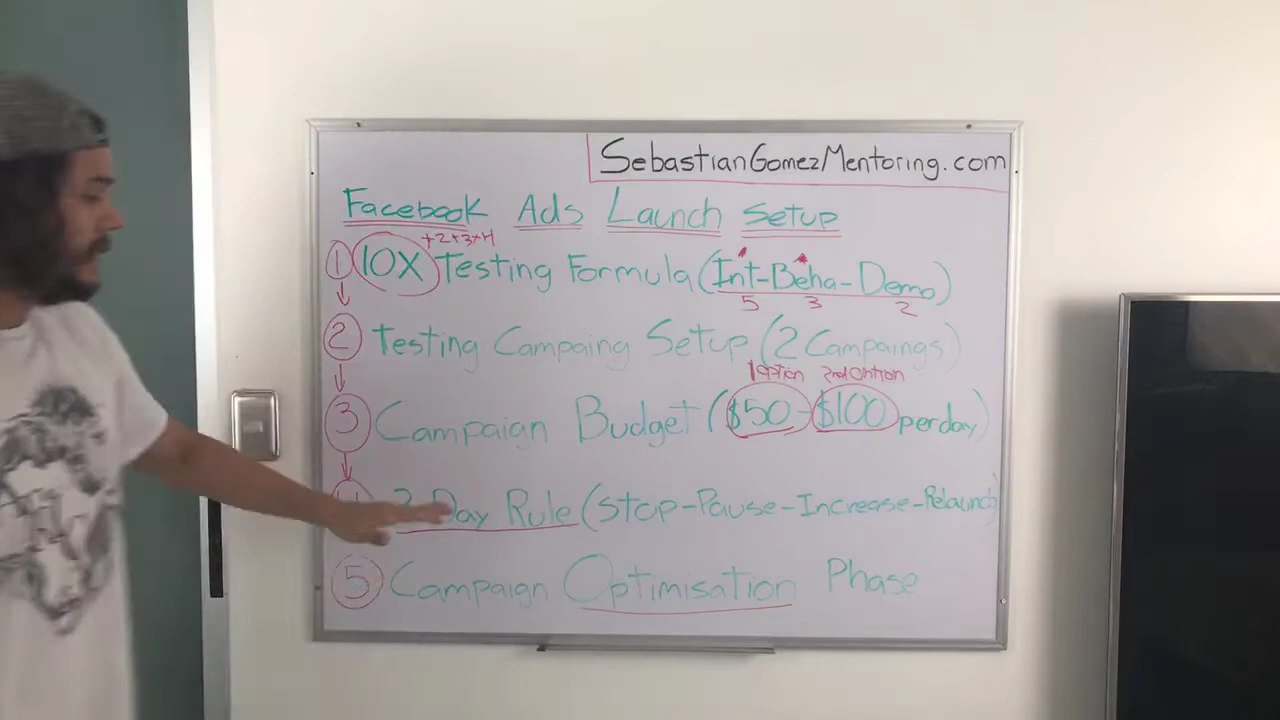 SebastianGomezMentoring.com
Facebook Ads Launch Setup
+2+3+4
1 10X Testing Formula (Int-Beha-Demo)
5 3 2
2 Testing Campaing Setup (2 Campaings)
1 option 2nd option
3 Campaign Budget ($50-$100 per day)
Day Rule (Stop-Pause-Increase-Relaunch)
5 Campaign Optimisation Phase